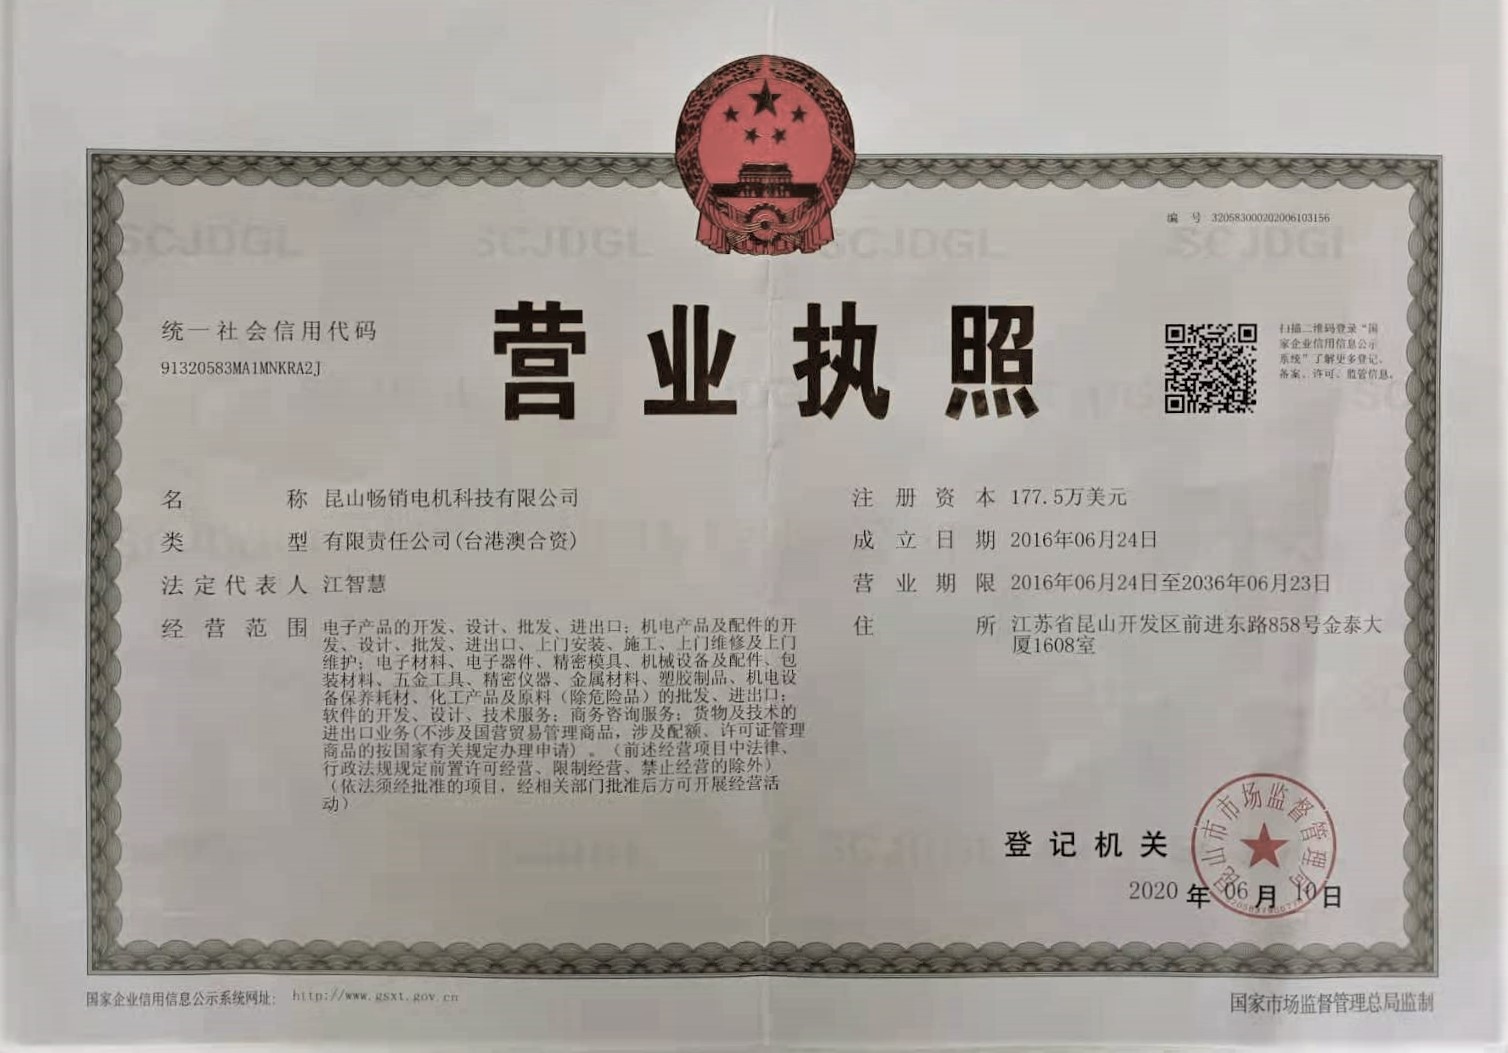 编 号 320583000202006103156
统一社会信用代码
91320583MA1MNKRA2J
营业执照
扫描二维码登录“国
家企业信用信息公示
系统”了解更多登记、
备案、许可、监管信息。
名 称 昆山畅销电机科技有限公司
类 型 有限责任公司(台港澳合资)
法定代表人 江智慧
经营范围 电子产品的开发、设计、批发、进出口；机电产品及配件的开
发、设计、批发、进出口、上门安装、施工、上门维修及上门
维护；电子材料、电子器件、精密模具、机械设备及配件、包
装材料、五金工具、精密仪器、金属材料、塑胶制品、机电设
备保养耗材、化工产品及原料（除危险品）的批发、进出口；
软件的开发、设计、技术服务；商务咨询服务；货物及技术的
进出口业务(不涉及国营贸易管理商品，涉及配额、许可证管理
商品的按国家有关规定办理申请）。（前述经营项目中法律、
行政法规规定前置许可经营、限制经营、禁止经营的除外）
（依法须经批准的项目，经相关部门批准后方可开展经营活
动）
注册资本 177.5万美元
成立日期 2016年06月24日
营业期限 2016年06月24日至2036年06月23日
住 所 江苏省昆山开发区前进东路858号金泰大
厦1608室
登记机关
昆山市市场监督管理局
2020 年 06 月 10 日
国家企业信用信息公示系统网址： http://www.gsxt.gov.cn
国家市场监督管理总局监制
SCJDGL
SCJDGL
SCJDGL
SCJDGL